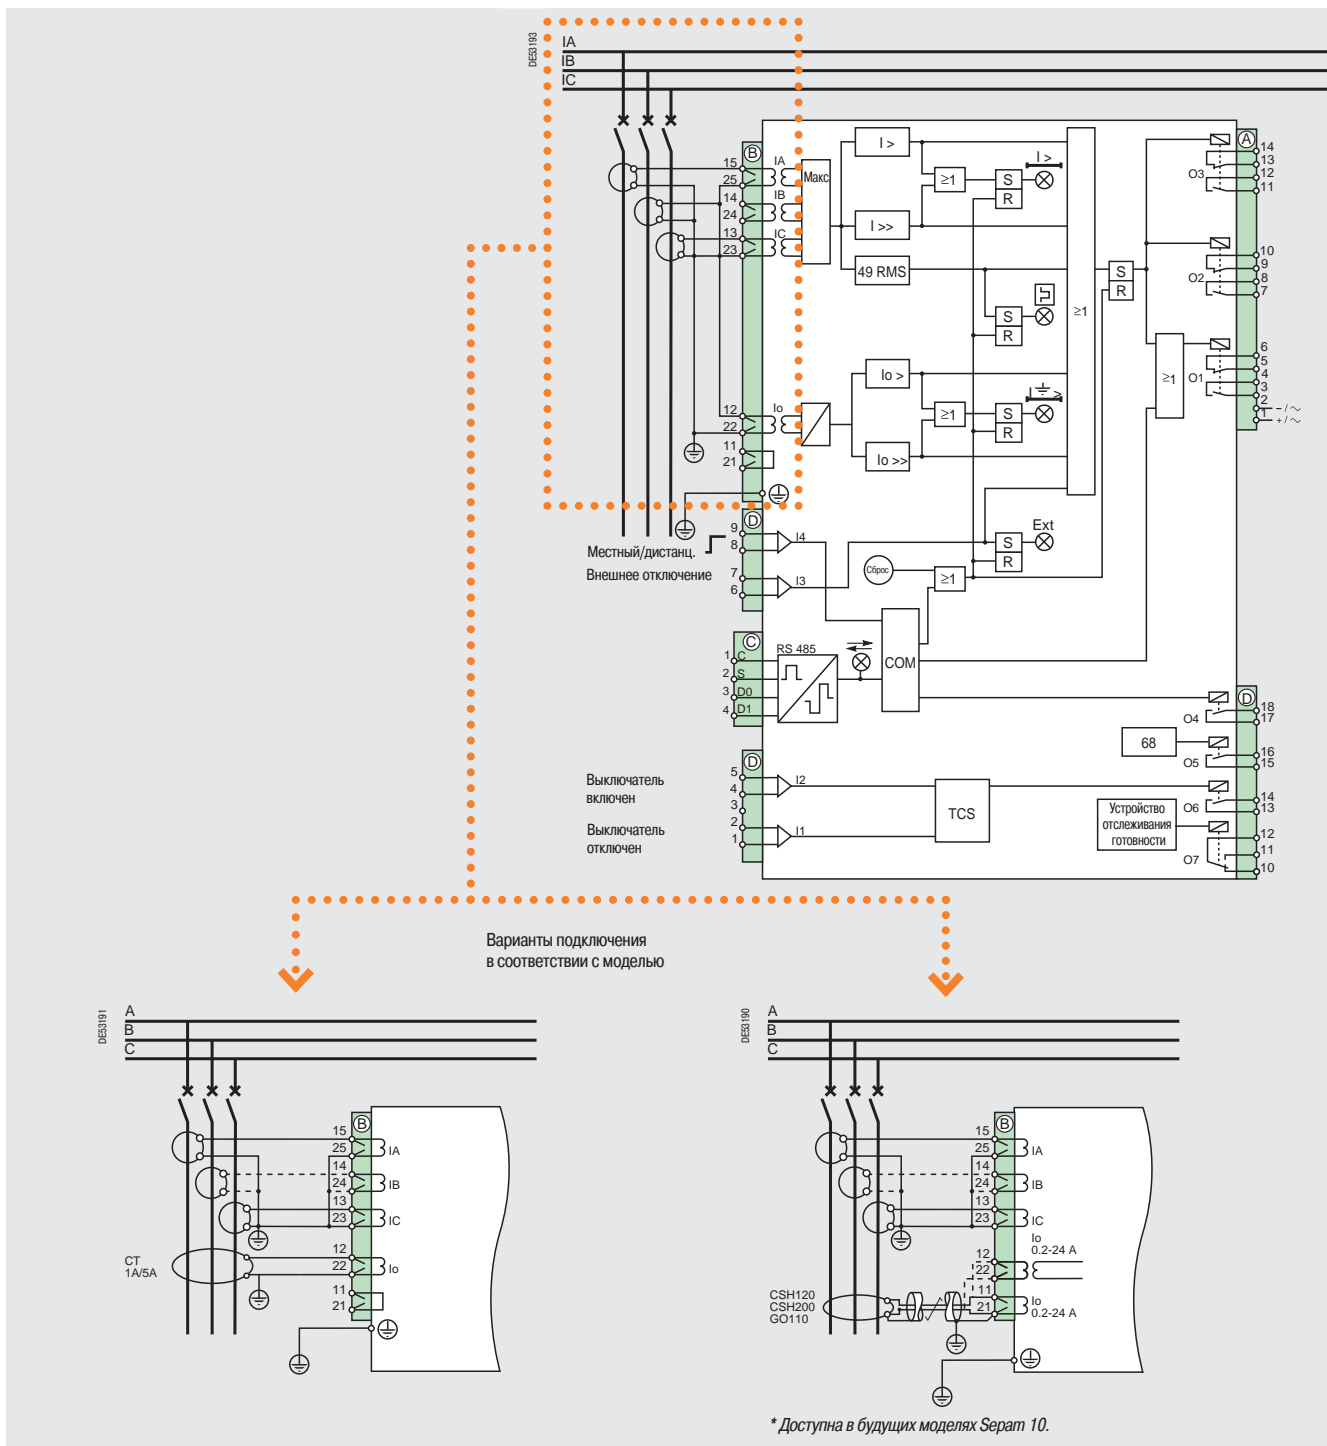 DE53193
IA
IB
IC
B
A
15
25
14
24
13
23
IA
IB
IC
Макс
I >
I >>
49 RMS
≥1
S
R
I >
S
R
≥1
S
R
14
13
12
11
O3
10
9
8
7
O2
6
5
4
3
2
1
O1
≥1
– / ~
+ / ~
12
22
11
21
Io
Io >
Io >>
≥1
S
R
I >
D
9
8
7
6
Местный/дистанц.
Внешнее отключение
I4
I3
Сброс
≥1
S
R
Ext
C
1
2
3
4
C
S
D0
D1
RS 485
COM
D
18
17
O4
68
16
15
O5
14
13
O6
12
11
10
O7
Устройство
отслеживания
готовности
D
5
4
3
2
1
Выключатель
включен
Выключатель
отключен
I2
I1
TCS
Варианты подключения
в соответствии с моделью
DE53191
A
B
C
B
15
25
14
24
13
23
12
22
11
21
IA
IB
IC
Io
CT
1A/5A
DE53190
A
B
C
B
15
25
14
24
13
23
12
22
11
21
IA
IB
IC
Io
0.2-24 A
Io
0.2-24 A
CSH120
CSH200
GO110
* Доступна в будущих моделях Sepam 10.